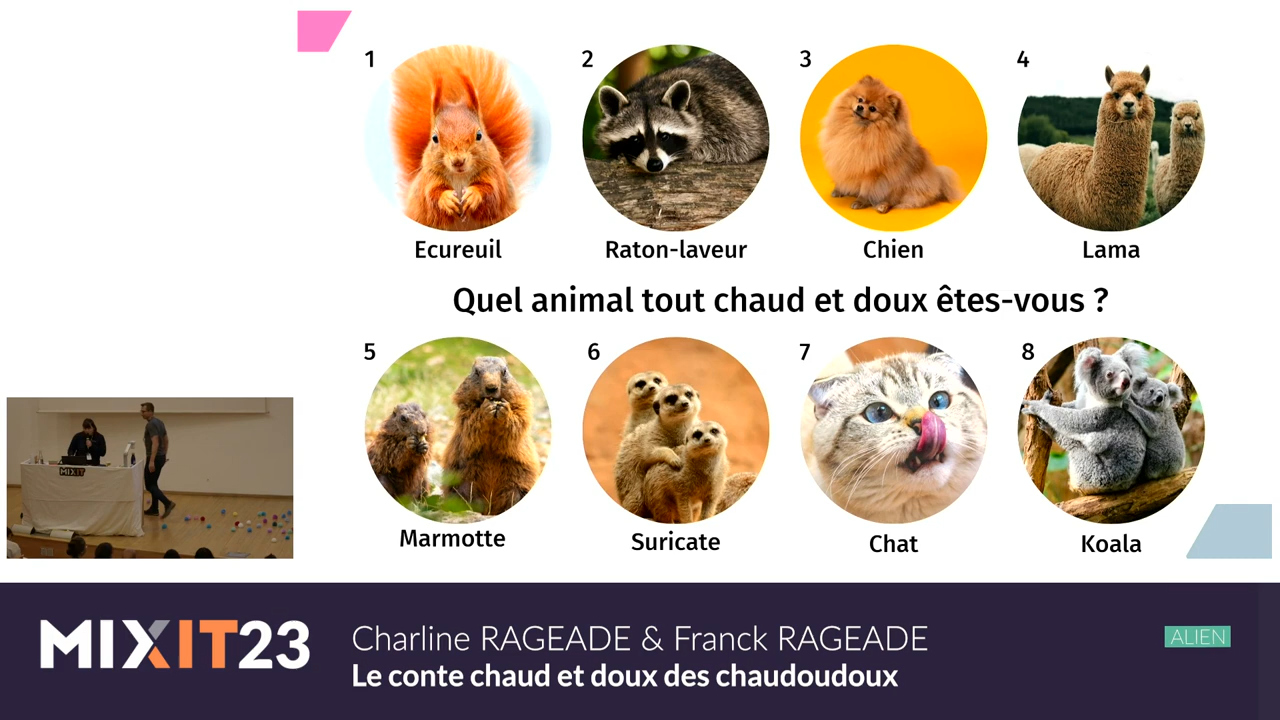 1
2
3
4
Ecureuil
Raton-laveur
Chien
Lama
Quel animal tout chaud et doux êtes-vous ?
5
6
7
8
Marmotte
Suricate
Chat
Koala
MIXIT
MIXIT23
Charline RAGEADE & Franck RAGEADE
ALIEN
Le conte chaud et doux des chaudoudoux